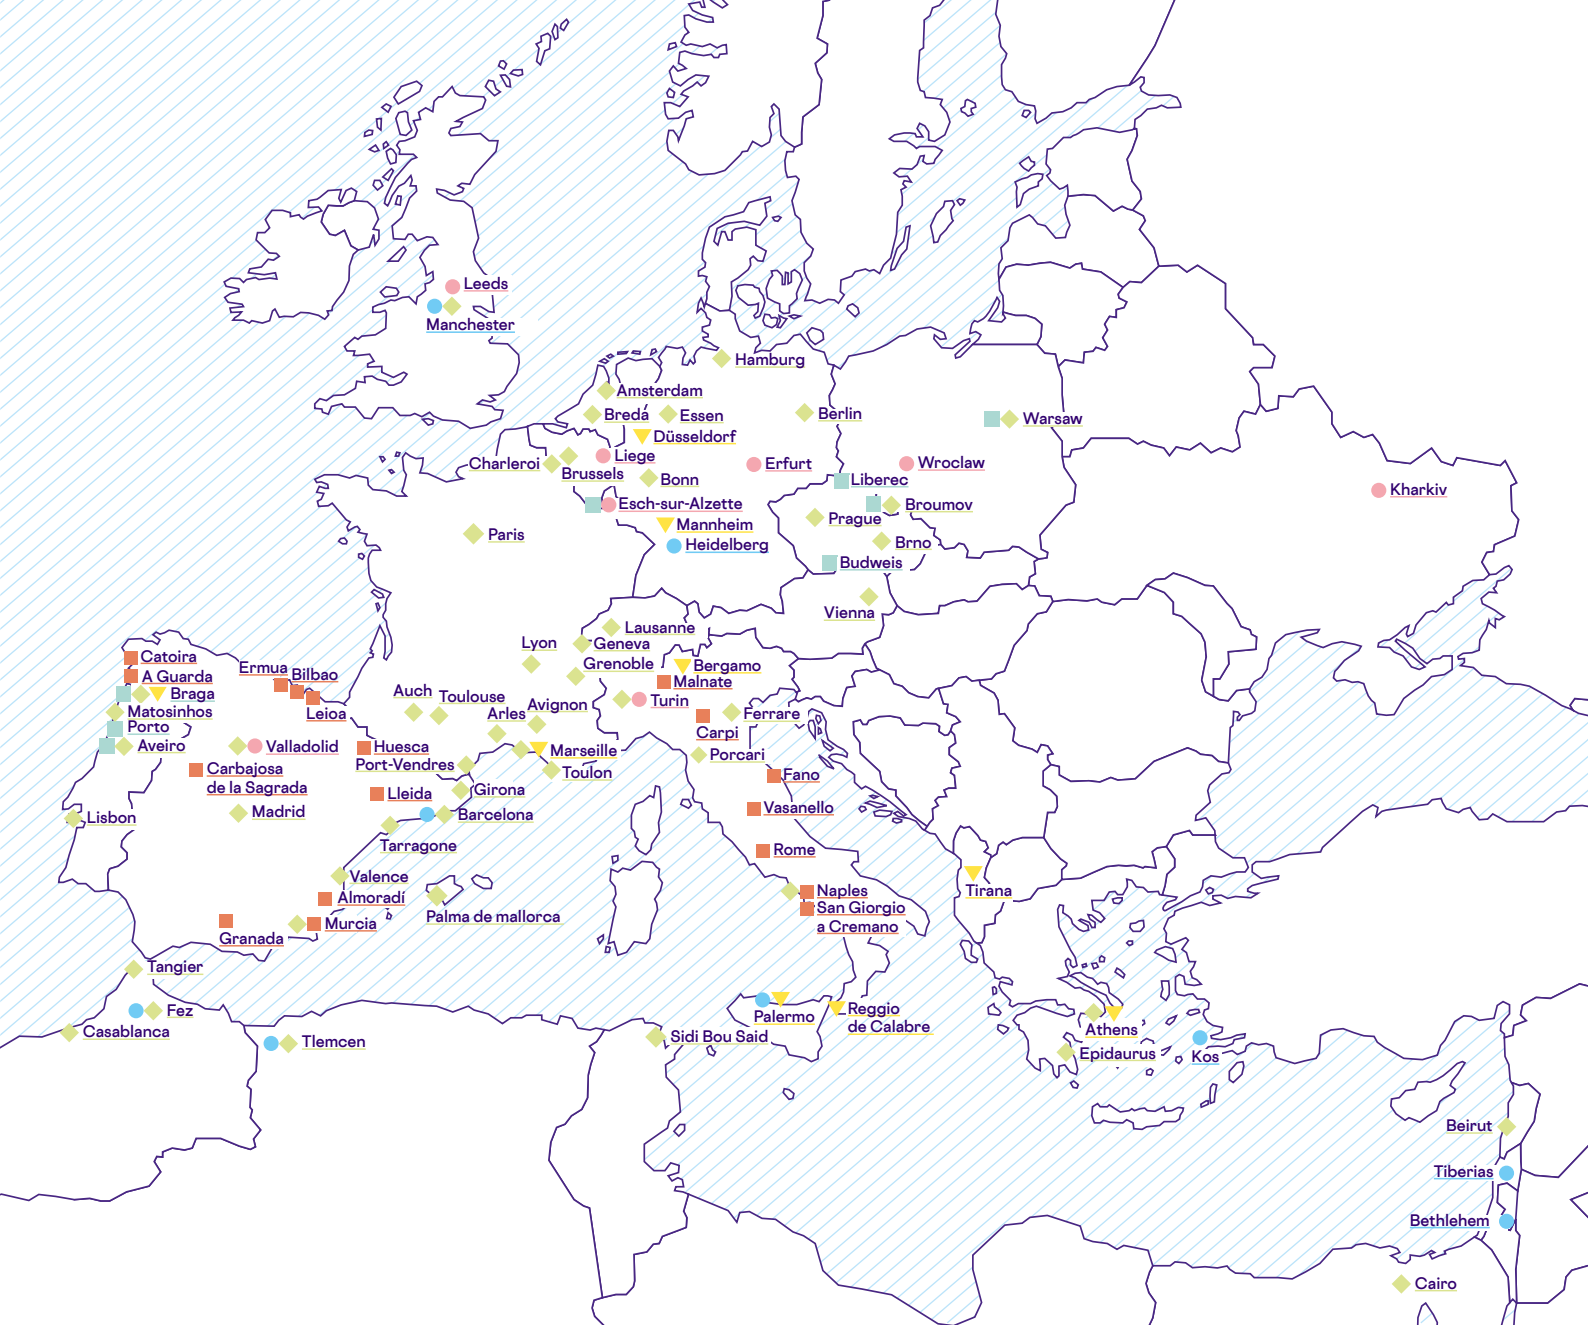 Leeds
Manchester
Hamburg
Amsterdam
Breda
Essen
Berlin
Warsaw
Düsseldorf
Charleroi
Liege
Erfurt
Wroclaw
Brussels
Bonn
Liberec
Kharkiv
Esch-sur-Alzette
Broumov
Prague
Mannheim
Paris
Heidelberg
Brno
Budweis
Vienna
Lausanne
Lyon
Geneva
Catoira
Grenoble
Bergamo
Ermua
Bilbao
A Guarda
Malnate
Braga
Auch
Toulouse
Avignon
Turin
Matosinhos
Leioa
Arles
Ferrare
Porto
Carpi
Aveiro
Valladolid
Huesca
Marseille
Porcari
Port-Vendres
Toulon
Carbajosa
de la Sagrada
Fano
Girona
Lleida
Madrid
Vasanello
Lisbon
Barcelona
Tarragone
Rome
Valence
Naples
Tirana
Almoradí
San Giorgio
a Cremano
Palma de mallorca
Murcia
Granada
Tangier
Fez
Reggio
de Calabre
Palermo
Casablanca
Athens
Tlemcen
Sidi Bou Said
Epidaurus
Kos
Beirut
Tiberias
Bethlehem
Cairo